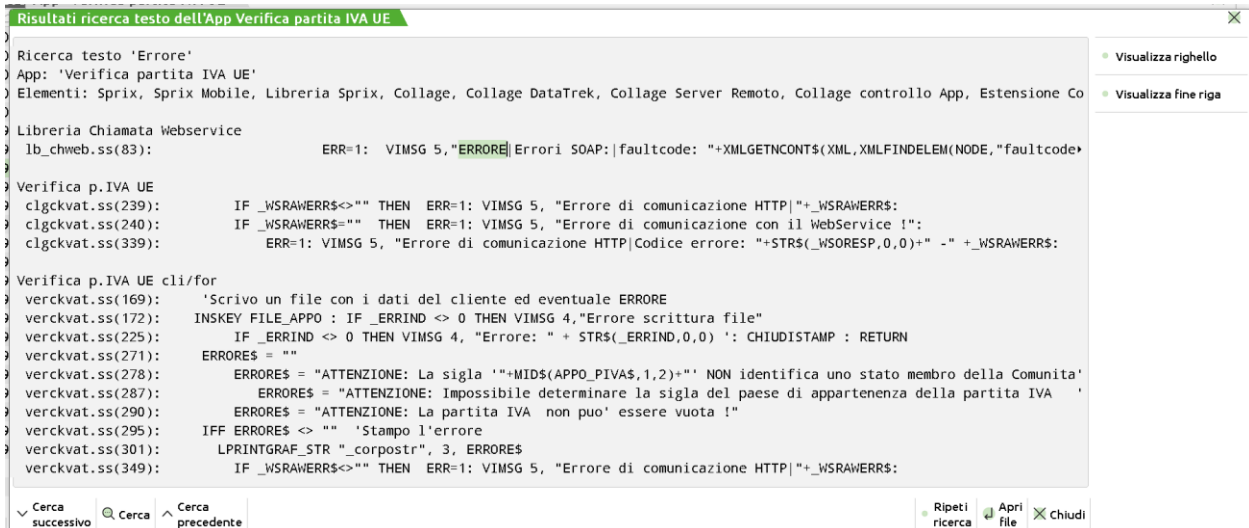 Risultati ricerca testo dell'App Verifica partita IVA UE
Ricerca testo 'Errore'
App: 'Verifica partita IVA UE'
Elementi: Sprix, Sprix Mobile, Libreria Sprix, Collage, Collage DataTrek, Collage Server Remoto, Collage controllo App, Estensione Co
Libreria Chiamata Webservice
lb_chweb.ss(83): ERR=1: VIMSG 5,"ERRORE|Errori SOAP:|faultcode: "+XMLGETNCONT$(XML,XMLFINDELEM(NODE,"faultcode
Verifica p.IVA UE
clgckvat.ss(239): IF _WSRAWERR$<>"" THEN ERR=1: VIMSG 5, "Errore di comunicazione HTTP|"+_WSRAWERR$:
clgckvat.ss(240): IF _WSRAWERR$="" THEN ERR=1: VIMSG 5, "Errore di comunicazione con il WebService !":
clgckvat.ss(339): ERR=1: VIMSG 5, "Errore di comunicazione HTTP|Codice errore: "+STR$(_WSORESP,0,0)+" -" +_WSRAWERR$:
Verifica p.IVA UE cli/for
verckvat.ss(169): 'Scrivo un file con i dati del cliente ed eventuale ERRORE
verckvat.ss(172): INSKEY FILE_APPO : IF _ERRIND <> 0 THEN VIMSG 4,"Errore scrittura file"
verckvat.ss(225): IF _ERRIND <> 0 THEN VIMSG 4, "Errore: " + STR$(_ERRIND,0,0) ': CHIUDISTAMP : RETURN
verckvat.ss(271): ERRORE$ = ""
verckvat.ss(278): ERRORE$ = "ATTENZIONE: La sigla '"+MID$(APPO_PIVA$,1,2)+"' NON identifica uno stato membro della Comunita'
verckvat.ss(287): ERRORE$ = "ATTENZIONE: Impossibile determinare la sigla del paese di appartenenza della partita IVA '
verckvat.ss(290): ERRORE$ = "ATTENZIONE: La partita IVA non puo' essere vuota !"
verckvat.ss(295): IFF ERRORE$ <> "" 'Stampo l'errore
verckvat.ss(301): LPRINTGRAF_STR "_corpostr", 3, ERRORE$
verckvat.ss(349): IF _WSRAWERR$<>"" THEN ERR=1: VIMSG 5, "Errore di comunicazione HTTP|"+_WSRAWERR$:
Visualizza righello
Visualizza fine riga
Cerca successivo
Cerca
Cerca precedente
Ripeti ricerca
Apri file
Chiudi